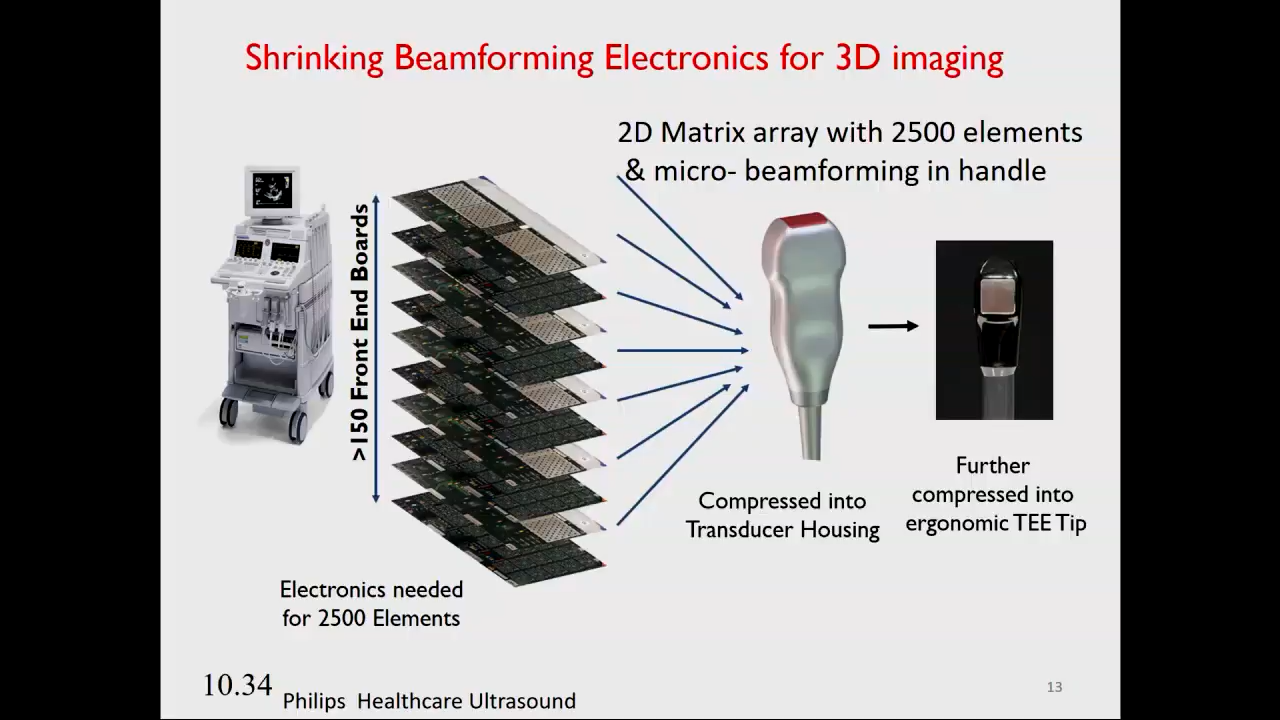 Shrinking Beamforming Electronics for 3D imaging
2D Matrix array with 2500 elements
& micro- beamforming in handle
>150 Front End Boards
Compressed into
Transducer Housing
Further
compressed into
ergonomic TEE Tip
Electronics needed
for 2500 Elements
10.34
Philips Healthcare Ultrasound
13